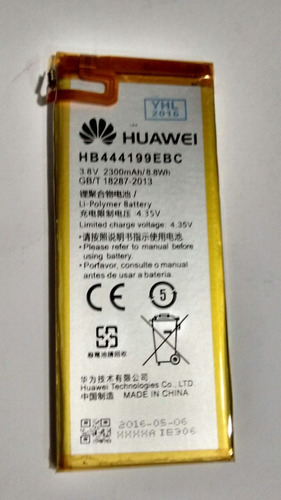 YHL
2016
HUAWEI
HB444199EBC
3.8V 2300mAh/8.8Wh
GB/T 18287-2013
锂聚合物电池/
Li-Polymer Battery
充电限制电压 4.35V
Limited charge voltage: 4.35V
•请按照说明书指示使用电池。
•Please refer to manual before
using battery.
•Porfavor, consulte o manual
antes de usar a bateria.
CE
5
华为技术有限公司
Huawei Technologies Co., LTD.
中国制造 MADE IN CHINA
2016-05-06
XXXXA IE906